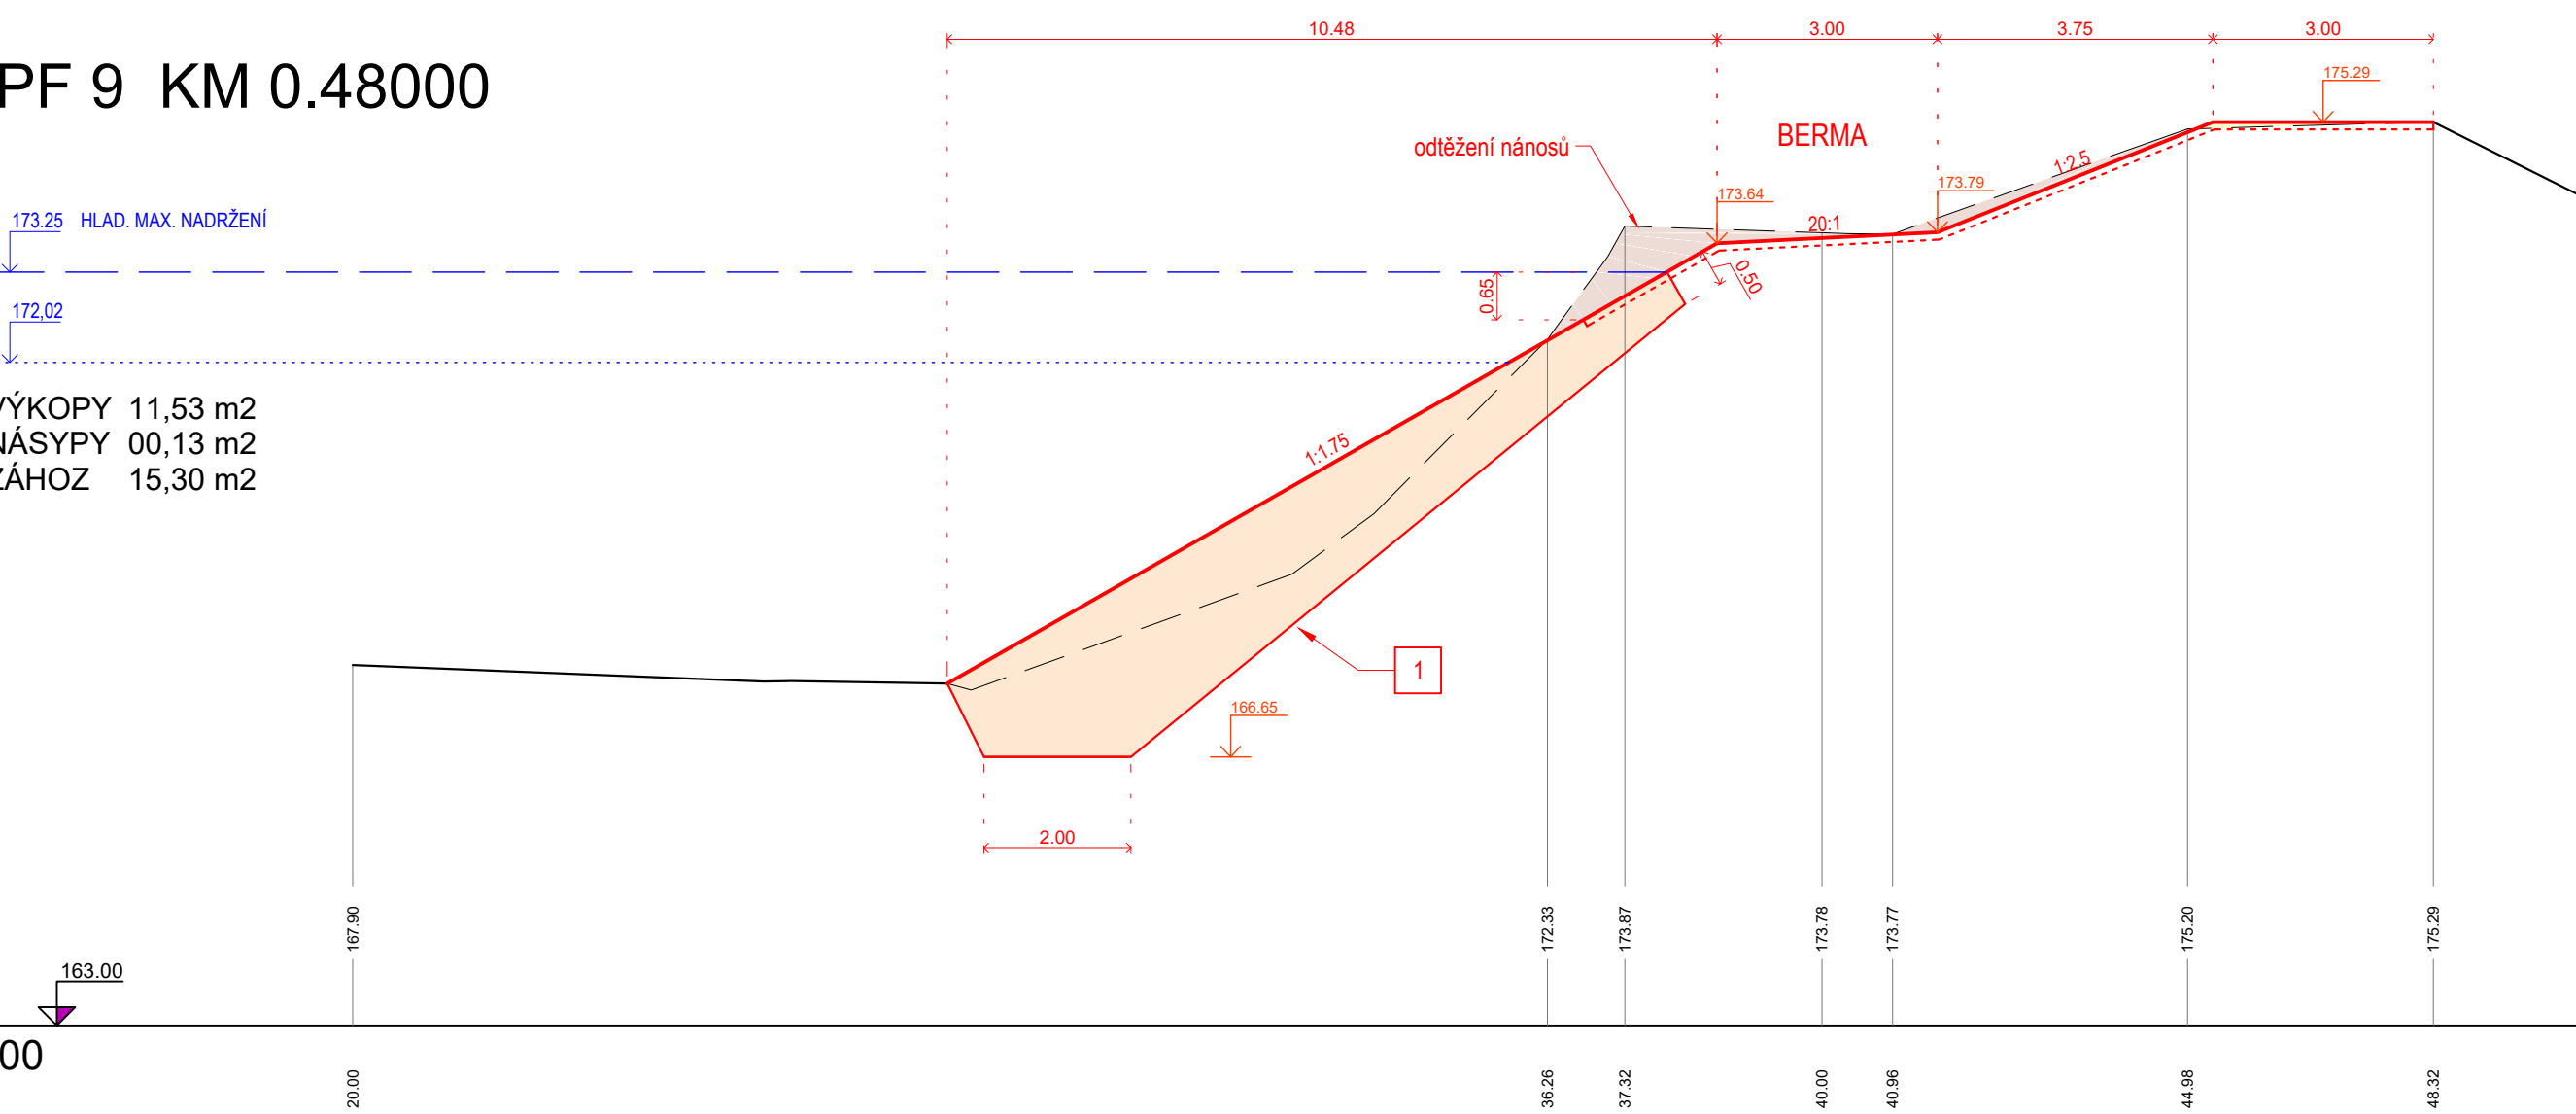 10.48 3.00 3.75 3.00
PF 9 KM 0.48000
175.29
BERMA
odtěžení nánosů
1:2.5
173.79
173.64
173.25 HLAD. MAX. NADRŽENÍ
20:1
0.50
0.65
172,02
VÝKOPY 11,53 m2
NÁSYPY 00,13 m2
ZÁHOZ 15,30 m2
1:1.75
1
166.65
2.00
167.90 172.33 173.87 173.78 173.77 175.20 175.29
163.00
00
20.00 36.26 37.32 40.00 40.96 44.98 48.32